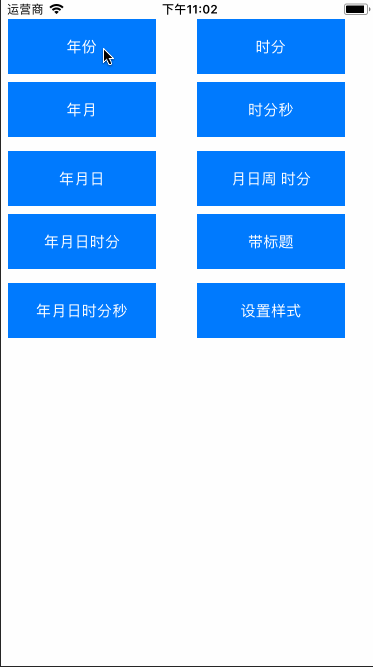 运营商 下午11:02
年份 时分
年月 时分秒
年月日 月日周 时分
年月日时分 带标题
年月日时分秒 设置样式